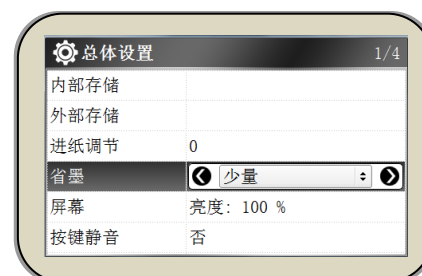 总体设置 1/4
内部存储
外部存储
进纸调节 0
省墨 少量
屏幕 亮度: 100 %
按键静音 否